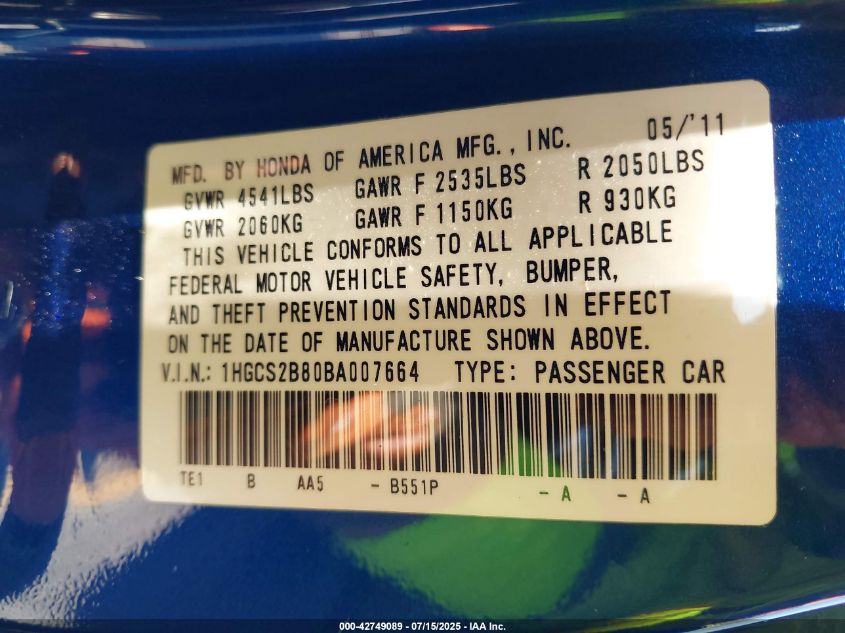 MFD. BY HONDA OF AMERICA MFG., INC. 05/'11
GVWR 4541LBS GAWR F 2535LBS R 2050LBS
GVWR 2060KG GAWR F 1150KG R 930KG
THIS VEHICLE CONFORMS TO ALL APPLICABLE
FEDERAL MOTOR VEHICLE SAFETY, BUMPER,
AND THEFT PREVENTION STANDARDS IN EFFECT
ON THE DATE OF MANUFACTURE SHOWN ABOVE.
V.I.N.: 1HGCS2B80BA007664 TYPE: PASSENGER CAR
TE1 B AA5 - B551P - A - A
000-42749089 - 07/15/2025 - IAA Inc.